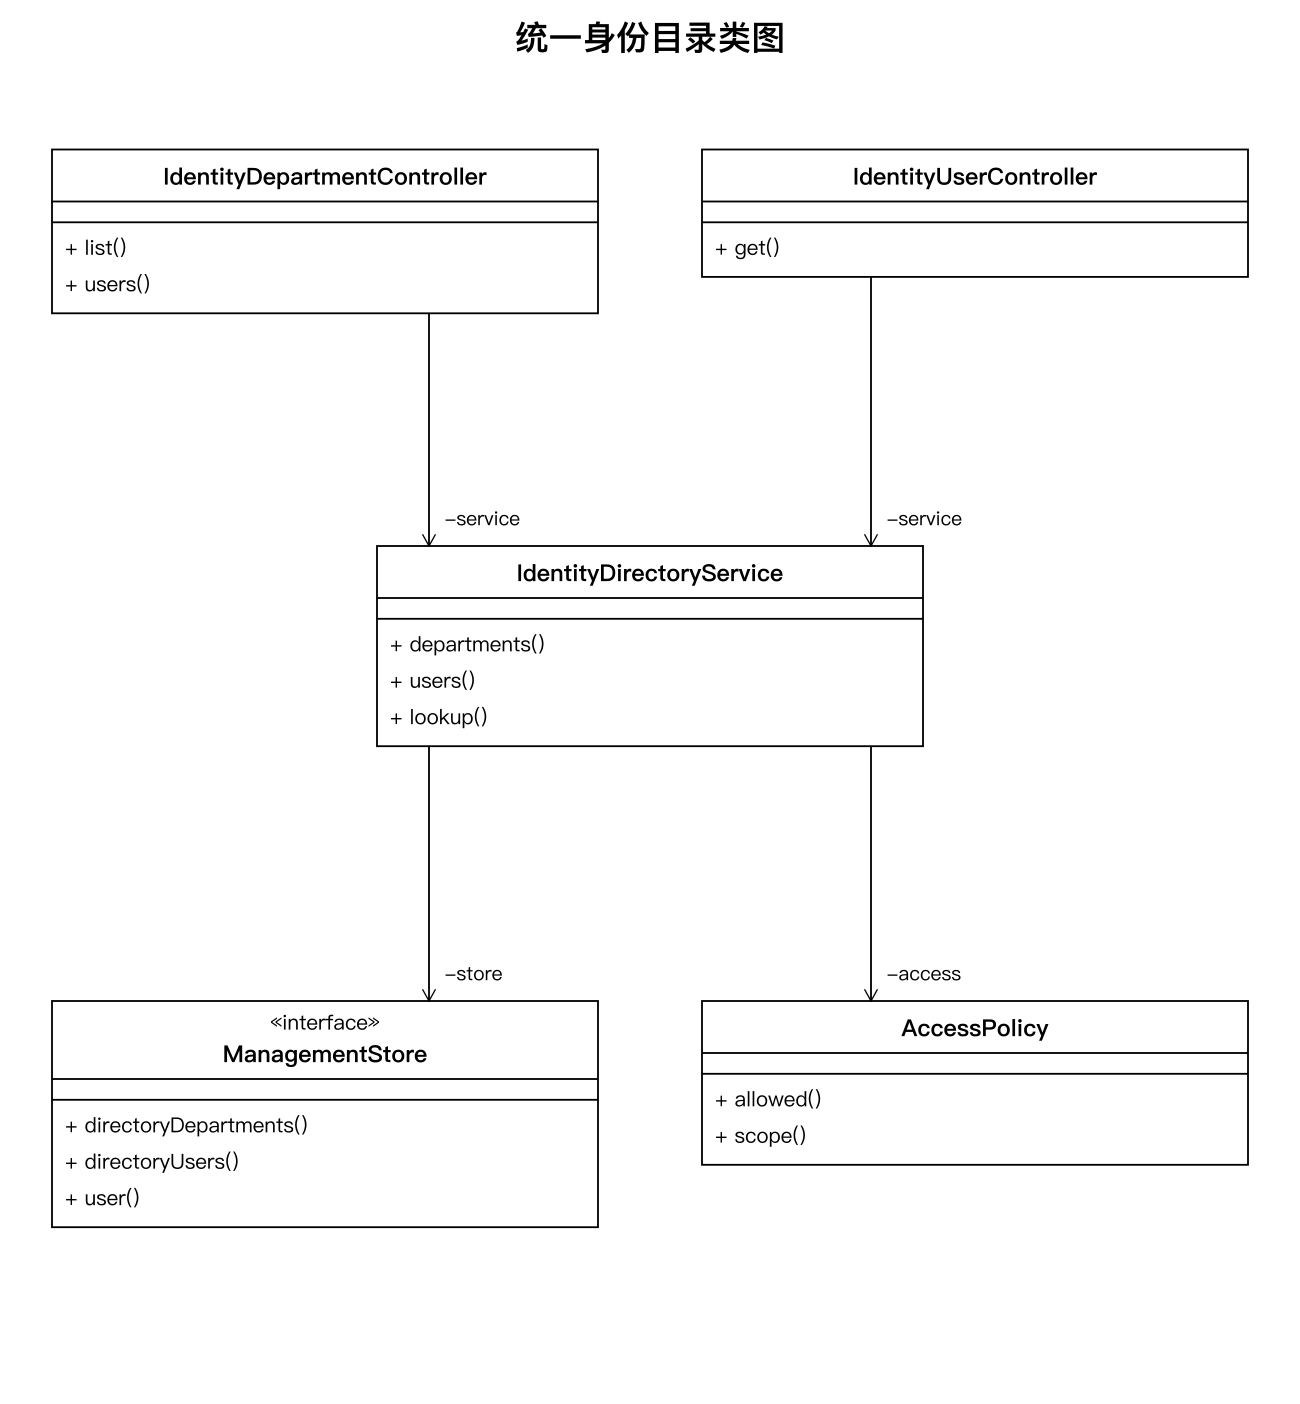 统一身份目录类图
IdentityDepartmentController
+ list()
+ users()
IdentityUserController
+ get()
–service
–service
IdentityDirectoryService
+ departments()
+ users()
+ lookup()
–store
–access
«interface»
ManagementStore
+ directoryDepartments()
+ directoryUsers()
+ user()
AccessPolicy
+ allowed()
+ scope()